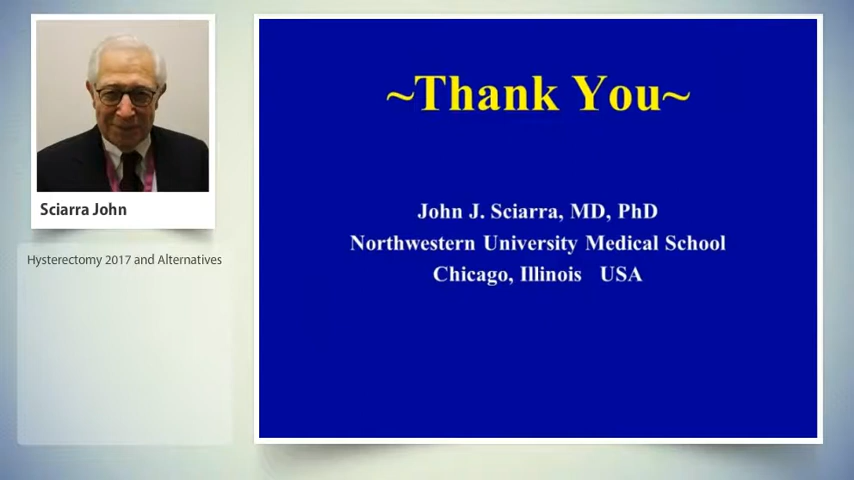 Sciarra John
Hysterectomy 2017 and Alternatives
~Thank You~
John J. Sciarra, MD, PhD
Northwestern University Medical School
Chicago, Illinois USA